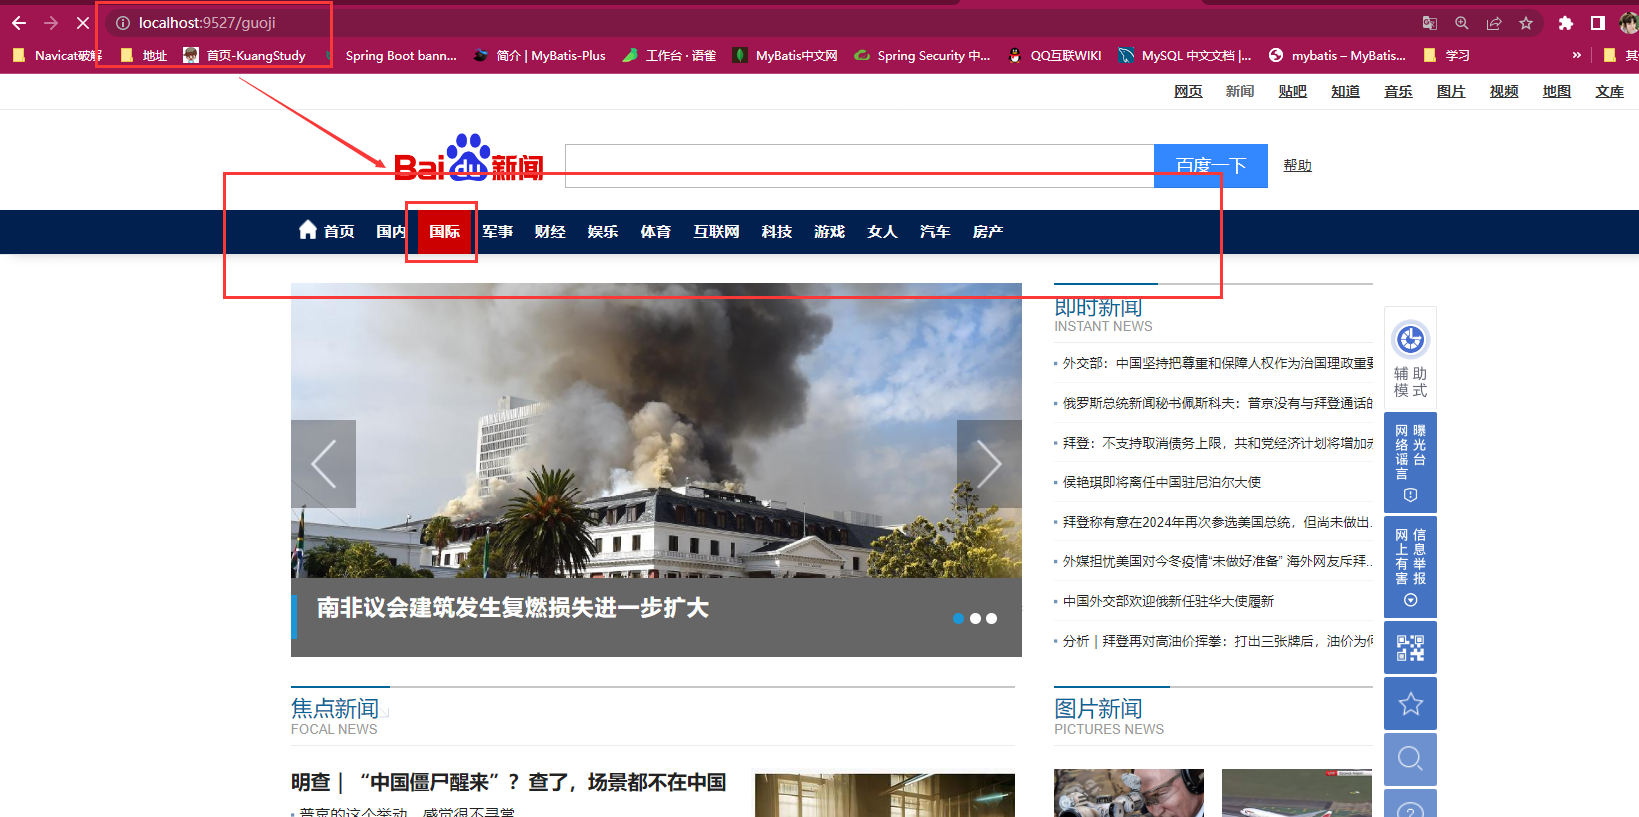 localhost:9527/guoji
Navicat破解 地址 首页-KuangStudy Spring Boot bann... 简介 | MyBatis-Plus 工作台 · 语雀 MyBatis中文网 Spring Security 中... QQ互联WIKI MySQL 中文文档 |... mybatis – MyBatis... 学习 » 其
网页 新闻 贴吧 知道 音乐 图片 视频 地图 文库
Bai du 新闻 百度一下 帮助
首页 国内 国际 军事 财经 娱乐 体育 互联网 科技 游戏 女人 汽车 房产
即时新闻
INSTANT NEWS
外交部：中国坚持把尊重和保障人权作为治国理政重要
俄罗斯总统新闻秘书佩斯科夫：普京没有与拜登通话的
拜登：不支持取消债务上限，共和党经济计划将增加赤
侯艳琪即将离任中国驻尼泊尔大使
拜登称有意在2024年再次参选美国总统，但尚未做出...
外媒担忧美国对今冬疫情“未做好准备” 海外网友斥拜...
中国外交部欢迎俄新任驻华大使履新
分析｜拜登再对高油价挥拳：打出三张牌后，油价为何
辅助
模式
网络谣言
曝光台
网上有害
信息举报
南非议会建筑发生复燃损失进一步扩大
焦点新闻
FOCAL NEWS
图片新闻
PICTURES NEWS
明查｜“中国僵尸醒来”？查了，场景都不在中国
普京的这个举动，感觉很不寻常